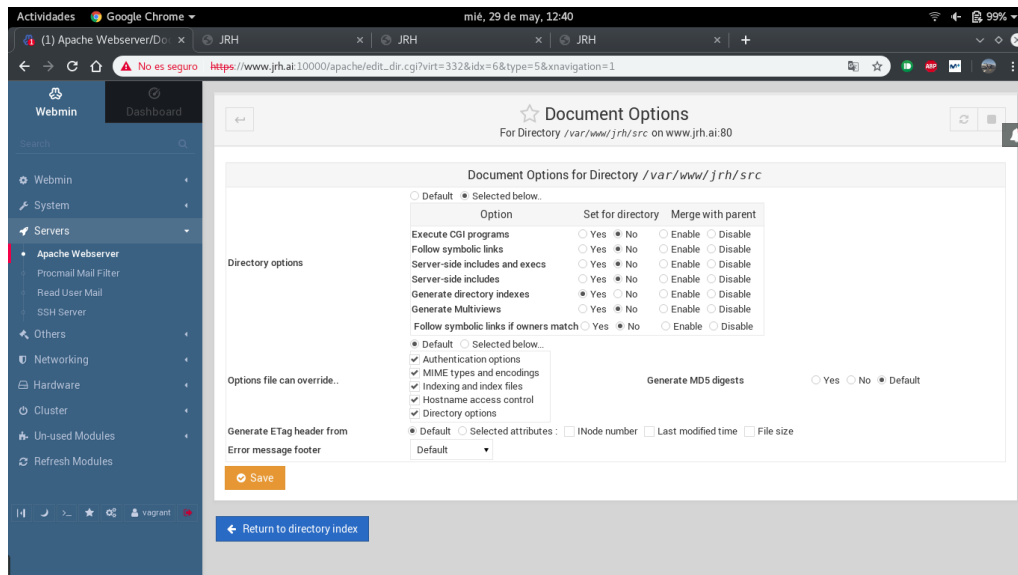 Actividades Google Chrome mié, 29 de may, 12:40 99%
(1) Apache Webserver/Do JRH JRH JRH
No es seguro https://www.jrh.ai:10000/apache/edit_dir.cgi?virt=332&idx=6&type=5&xnavigation=1 ABP
Webmin Dashboard
Search
Webmin
System
Servers
Apache Webserver
Procmail Mail Filter
Read User Mail
SSH Server
Others
Networking
Hardware
Cluster
Un-used Modules
Refresh Modules
vagrant
Document Options
For Directory /var/www/jrh/src on www.jrh.ai:80
Document Options for Directory /var/www/jrh/src
Directory options
Default Selected below..
Option Set for directory Merge with parent
Execute CGI programs Yes No Enable Disable
Follow symbolic links Yes No Enable Disable
Server-side includes and execs Yes No Enable Disable
Server-side includes Yes No Enable Disable
Generate directory indexes Yes No Enable Disable
Generate Multiviews Yes No Enable Disable
Follow symbolic links if owners match Yes No Enable Disable
Options file can override..
Default Selected below...
Authentication options
MIME types and encodings
Indexing and index files
Hostname access control
Directory options
Generate MD5 digests Yes No Default
Generate ETag header from Default Selected attributes : INode number Last modified time File size
Error message footer Default
Save
Return to directory index